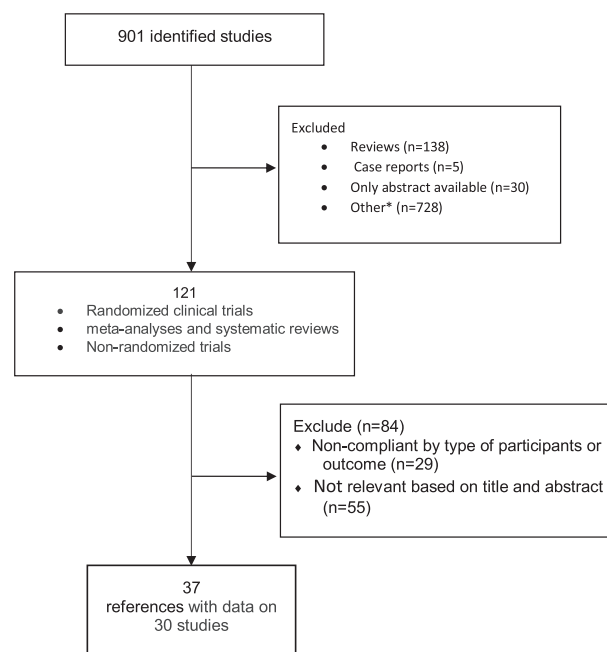 901 identified studies
Excluded
• Reviews (n=138)
• Case reports (n=5)
• Only abstract available (n=30)
• Other* (n=728)
121
• Randomized clinical trials
• meta-analyses and systematic reviews
• Non-randomized trials
Exclude (n=84)
♦ Non-compliant by type of participants or
outcome (n=29)
♦ Not relevant based on title and abstract
(n=55)
37
references with data on
30 studies